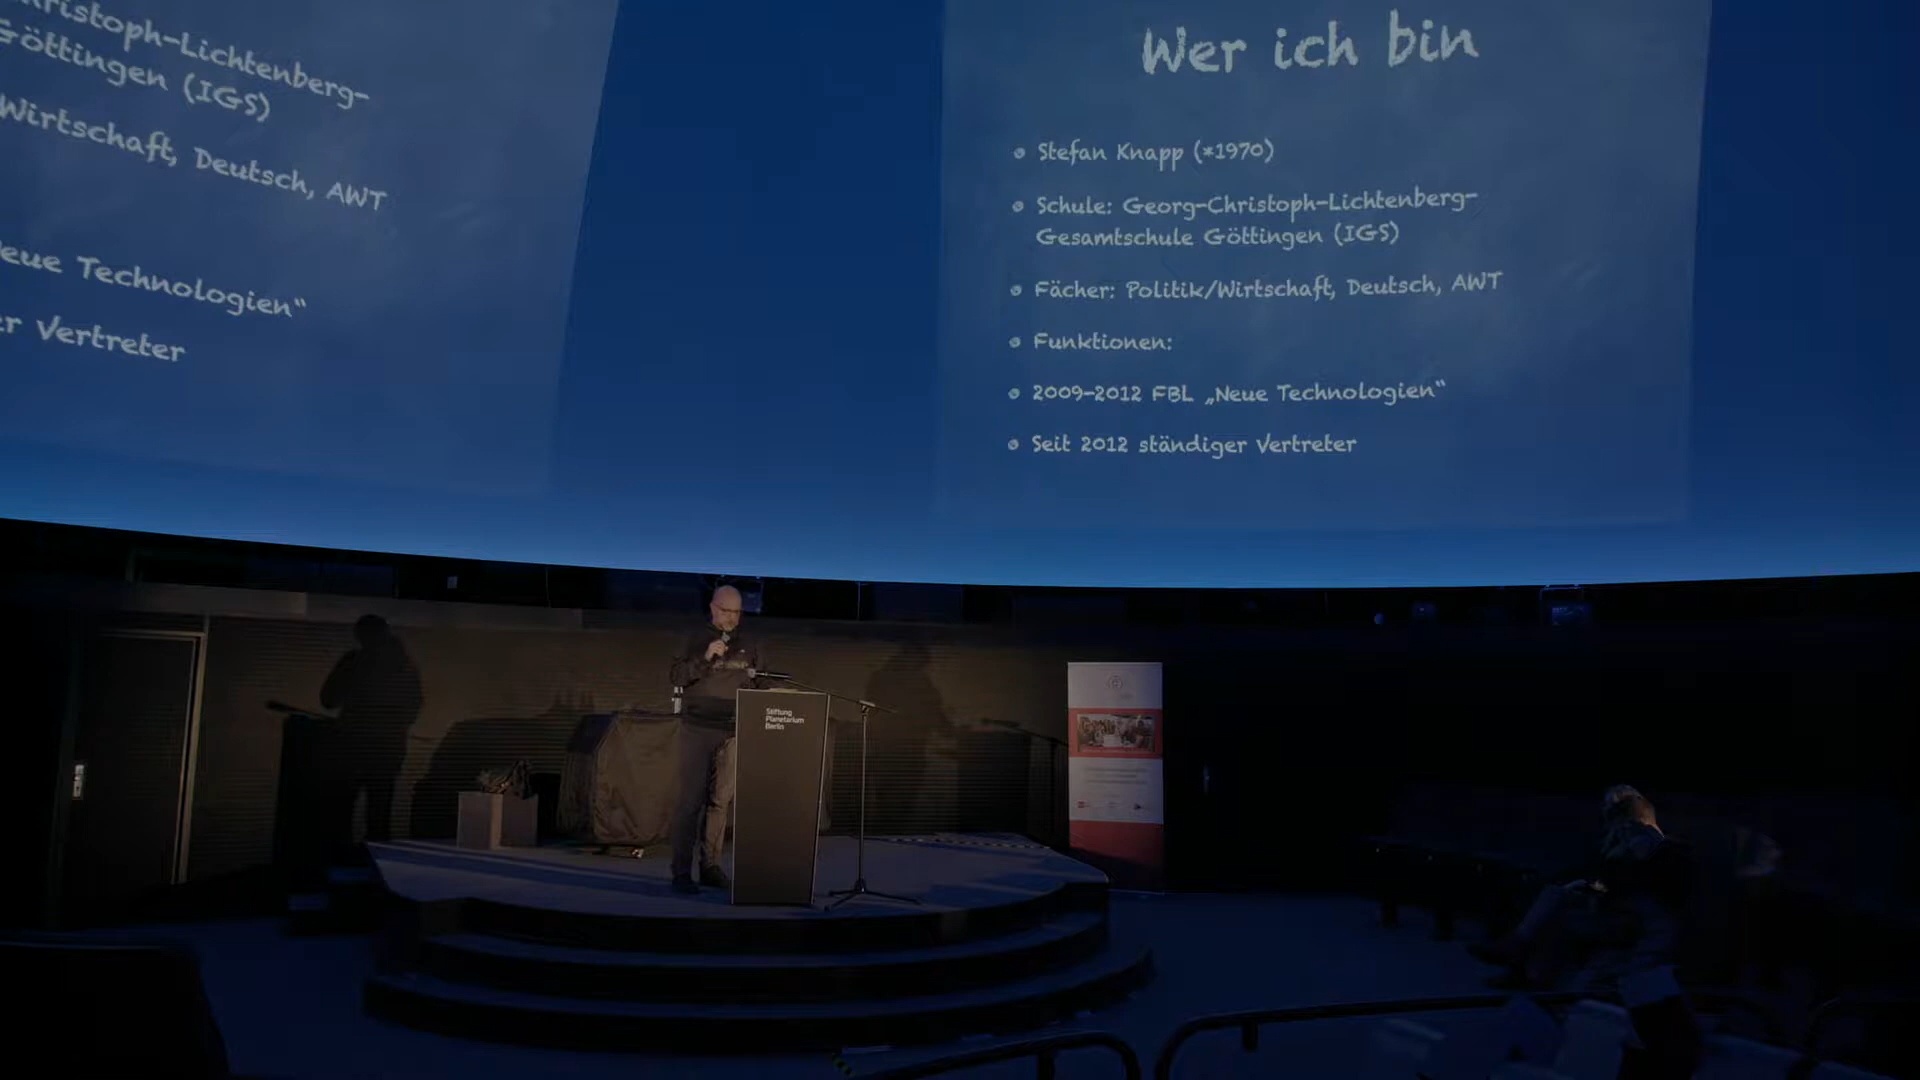 Christoph-Lichtenberg-
Göttingen (IGS)
Wirtschaft, Deutsch, AWT
Technologien“
Vertreter
Wer ich bin
Stefan Knapp (*1970)
Schule: Georg-Christoph-Lichtenberg-
Gesamtschule Göttingen (IGS)
Fächer: Politik/Wirtschaft, Deutsch, AWT
Funktionen:
2009-2012 FBL „Neue Technologien“
Seit 2012 ständiger Vertreter
Stiftung
Planetarium
Berlin